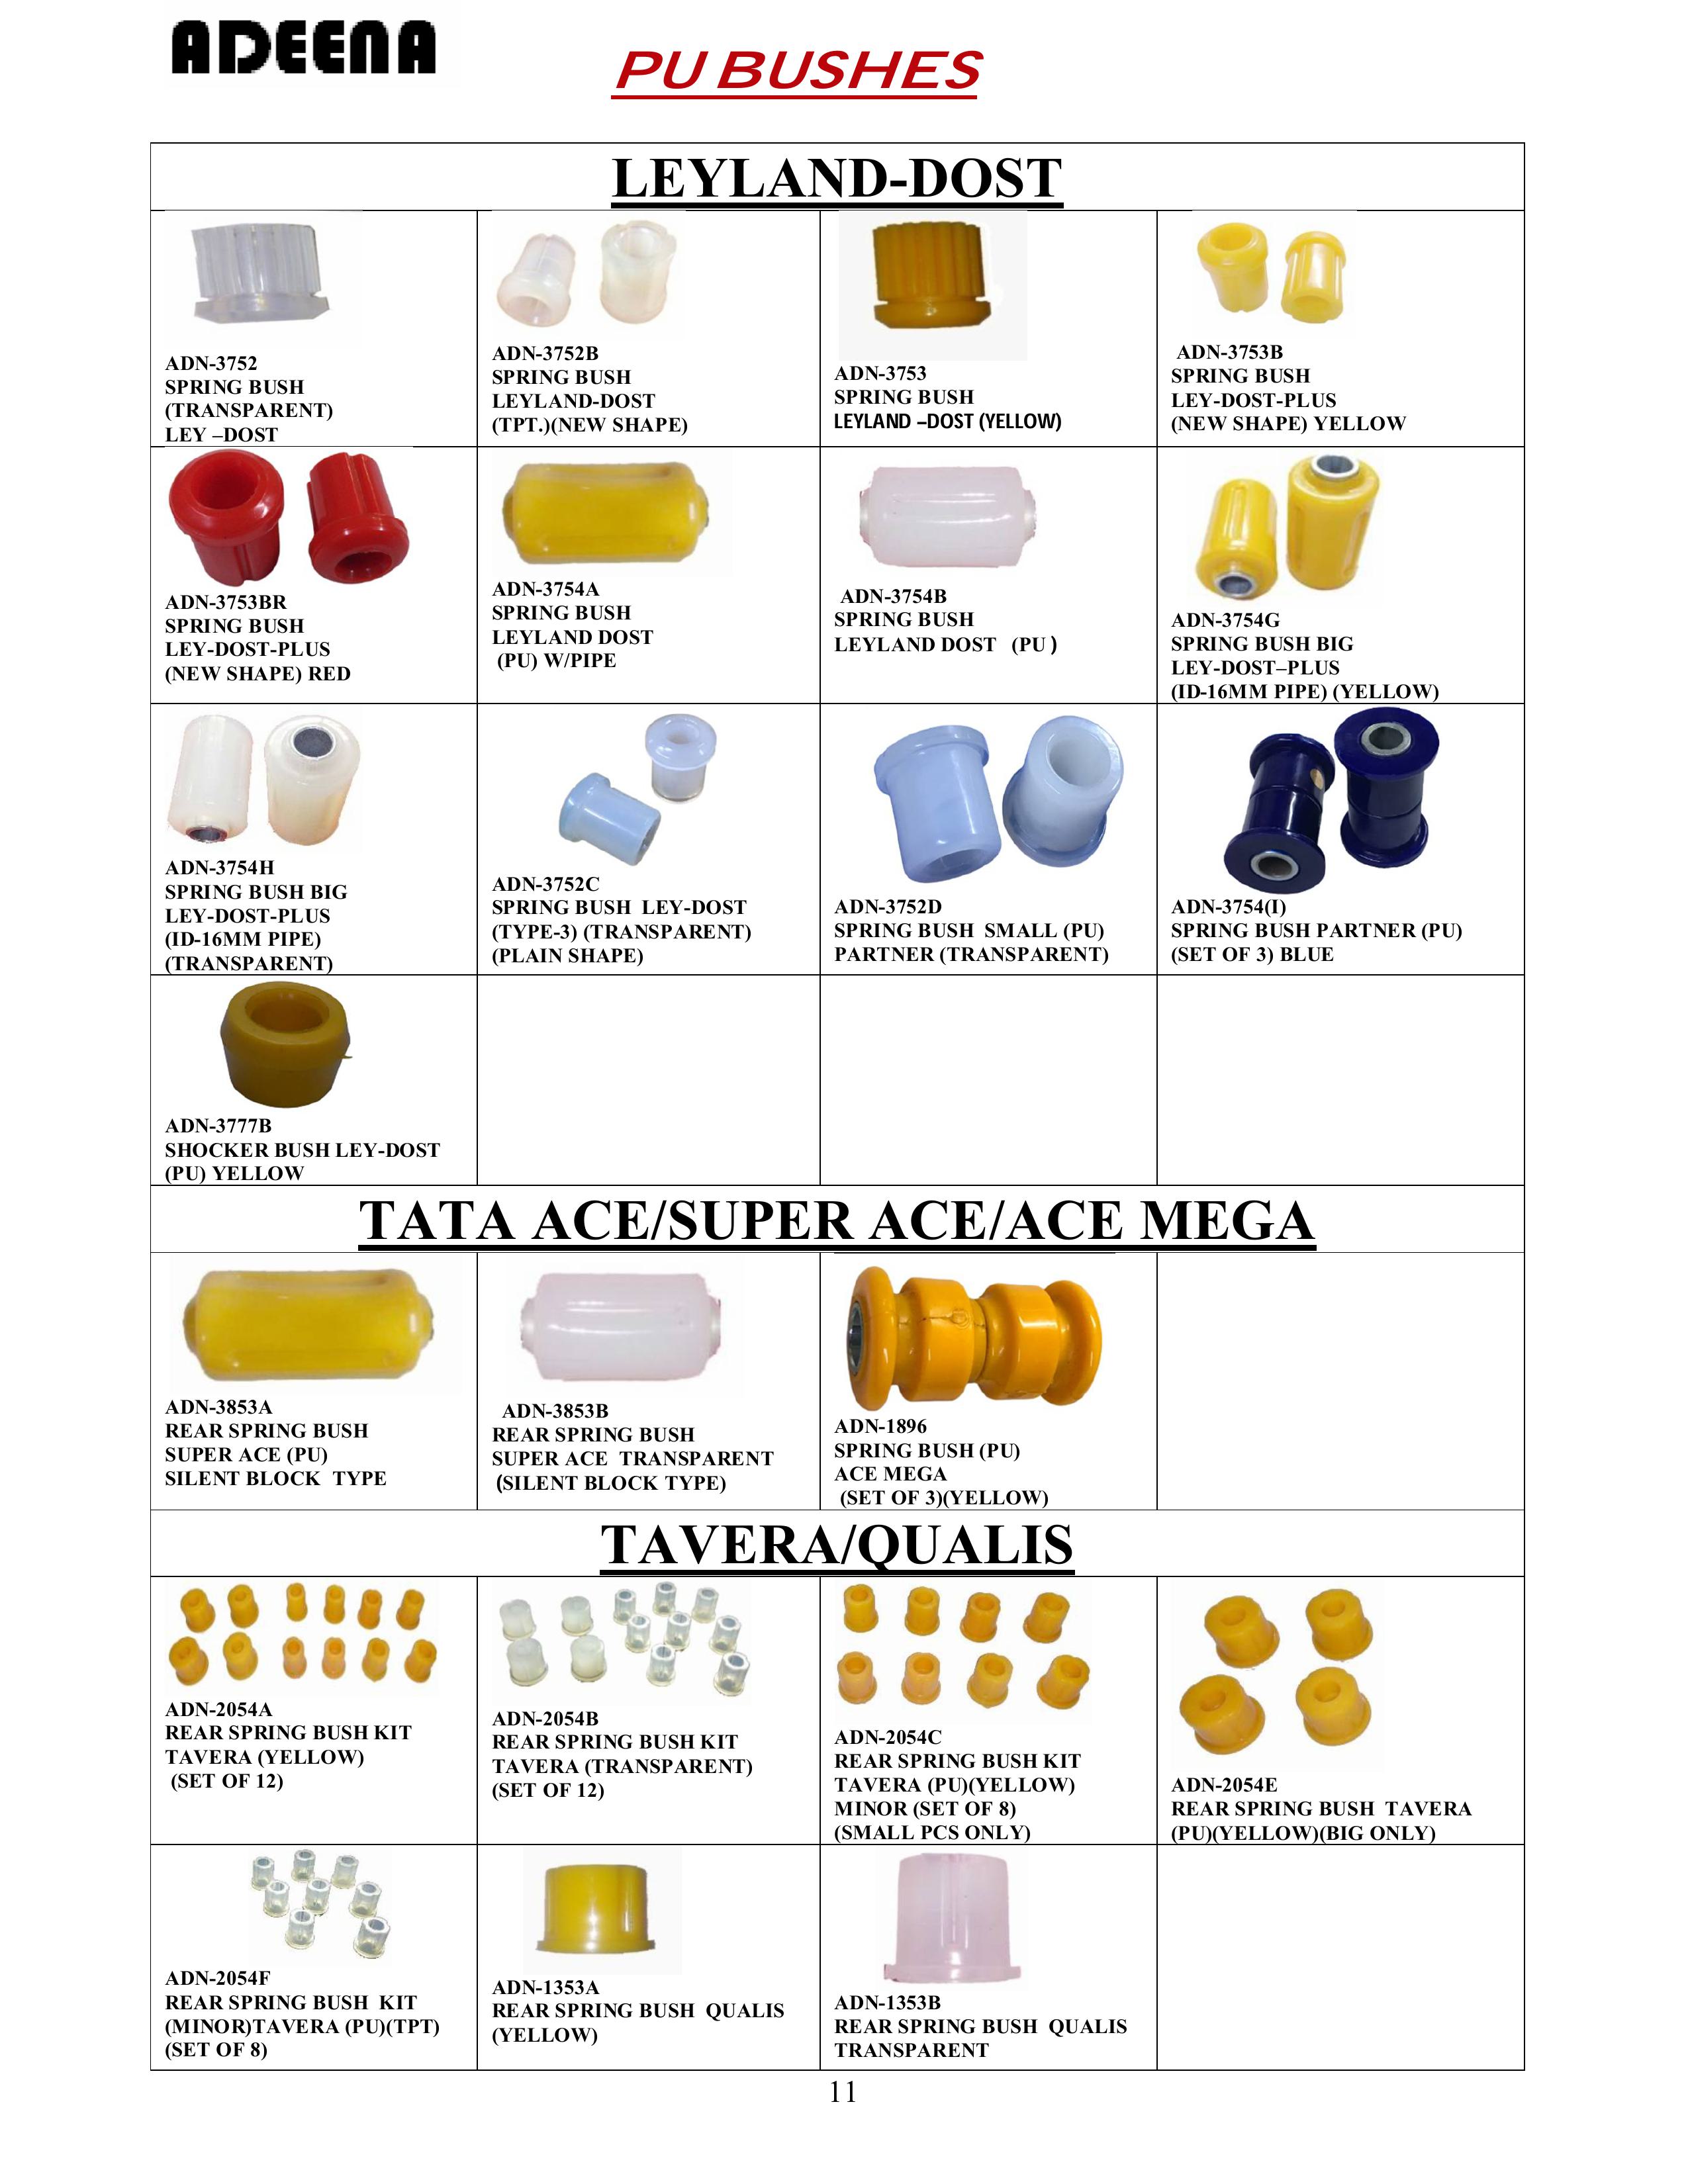 ADEENA
PU BUSHES
LEYLAND-DOST
ADN-3752
SPRING BUSH
(TRANSPARENT)
LEY –DOST
ADN-3752B
SPRING BUSH
LEYLAND-DOST
(TPT.)(NEW SHAPE)
ADN-3753
SPRING BUSH
LEYLAND –DOST (YELLOW)
ADN-3753B
SPRING BUSH
LEY-DOST-PLUS
(NEW SHAPE) YELLOW
ADN-3753BR
SPRING BUSH
LEY-DOST-PLUS
(NEW SHAPE) RED
ADN-3754A
SPRING BUSH
LEYLAND DOST
(PU) W/PIPE
ADN-3754B
SPRING BUSH
LEYLAND DOST (PU )
ADN-3754G
SPRING BUSH BIG
LEY-DOST–PLUS
(ID-16MM PIPE) (YELLOW)
ADN-3754H
SPRING BUSH BIG
LEY-DOST-PLUS
(ID-16MM PIPE)
(TRANSPARENT)
ADN-3752C
SPRING BUSH LEY-DOST
(TYPE-3) (TRANSPARENT)
(PLAIN SHAPE)
ADN-3752D
SPRING BUSH SMALL (PU)
PARTNER (TRANSPARENT)
ADN-3754(I)
SPRING BUSH PARTNER (PU)
(SET OF 3) BLUE
ADN-3777B
SHOCKER BUSH LEY-DOST
(PU) YELLOW
TATA ACE/SUPER ACE/ACE MEGA
ADN-3853A
REAR SPRING BUSH
SUPER ACE (PU)
SILENT BLOCK TYPE
ADN-3853B
REAR SPRING BUSH
SUPER ACE TRANSPARENT
(SILENT BLOCK TYPE)
ADN-1896
SPRING BUSH (PU)
ACE MEGA
(SET OF 3)(YELLOW)
TAVERA/QUALIS
ADN-2054A
REAR SPRING BUSH KIT
TAVERA (YELLOW)
(SET OF 12)
ADN-2054B
REAR SPRING BUSH KIT
TAVERA (TRANSPARENT)
(SET OF 12)
ADN-2054C
REAR SPRING BUSH KIT
TAVERA (PU)(YELLOW)
MINOR (SET OF 8)
(SMALL PCS ONLY)
ADN-2054E
REAR SPRING BUSH TAVERA
(PU)(YELLOW)(BIG ONLY)
ADN-2054F
REAR SPRING BUSH KIT
(MINOR)TAVERA (PU)(TPT)
(SET OF 8)
ADN-1353A
REAR SPRING BUSH QUALIS
(YELLOW)
ADN-1353B
REAR SPRING BUSH QUALIS
TRANSPARENT
11